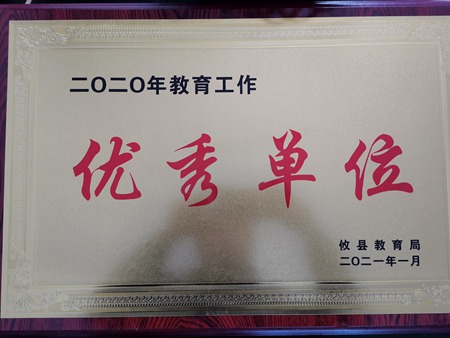 二〇二〇年教育工作
优秀单位
攸县教育局
二〇二一年一月